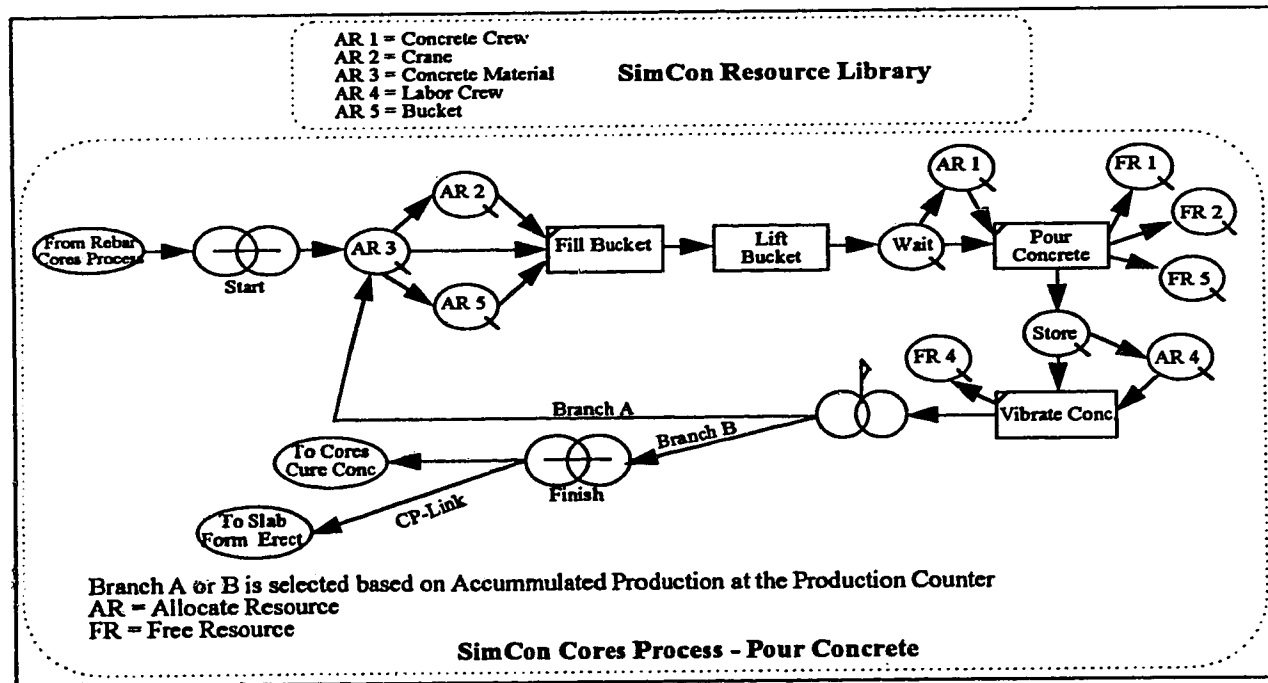 AR 1 = Concrete Crew
AR 2 = Crane
AR 3 = Concrete Material
AR 4 = Labor Crew
AR 5 = Bucket
SimCon Resource Library
AR 1
FR 1
AR 2
FR 2
From Rebar
Cores Process
Start
AR 3
Fill Bucket
Lift
Bucket
Wait
Pour
Concrete
AR 5
FR 5
Store
FR 4
AR 4
Branch A
Vibrate Conc
Branch B
To Cores
Cure Conc
Finish
CP-Link
To Slab
Form Erect
Branch A or B is selected based on Accumulated Production at the Production Counter
AR = Allocate Resource
FR = Free Resource
SimCon Cores Process - Pour Concrete